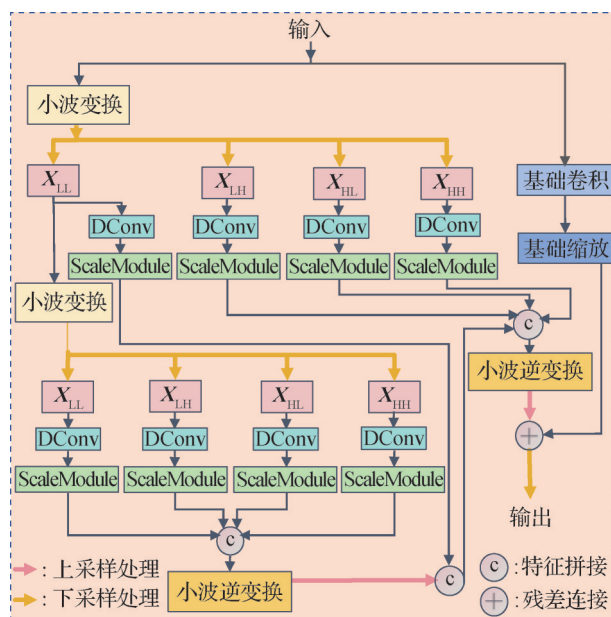 输入
小波变换
X_LL
X_LH
X_HL
X_HH
基础卷积
DConv
DConv
DConv
DConv
ScaleModule
ScaleModule
ScaleModule
ScaleModule
基础缩放
小波变换
c
小波逆变换
X_LL
X_LH
X_HL
X_HH
DConv
DConv
DConv
DConv
+
ScaleModule
ScaleModule
ScaleModule
ScaleModule
输出
c
:上采样处理
小波逆变换
c
c:特征拼接
:下采样处理
+:残差连接